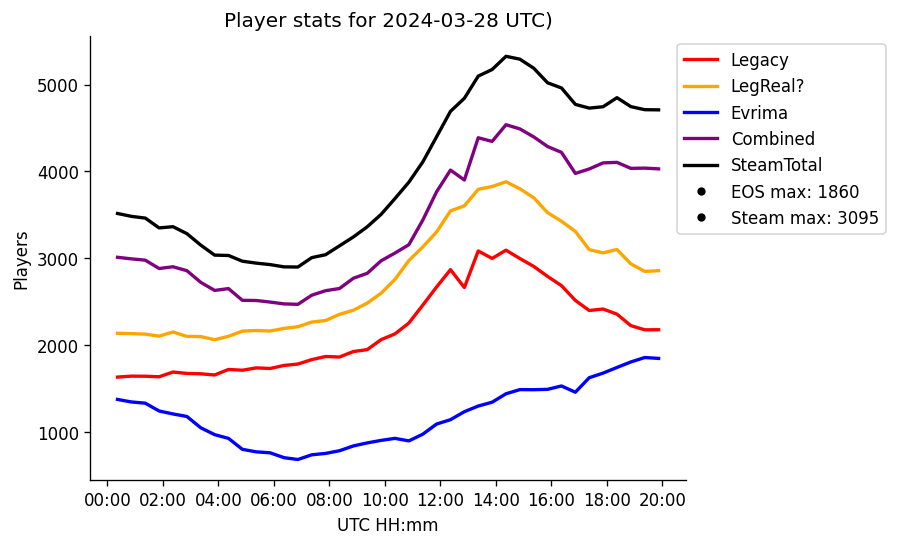 Player stats for 2024-03-28 UTC)
Legacy
LegReal?
Evrima
Combined
SteamTotal
EOS max: 1860
Steam max: 3095
Players
5000
4000
3000
2000
1000
00:00 02:00 04:00 06:00 08:00 10:00 12:00 14:00 16:00 18:00 20:00
UTC HH:mm